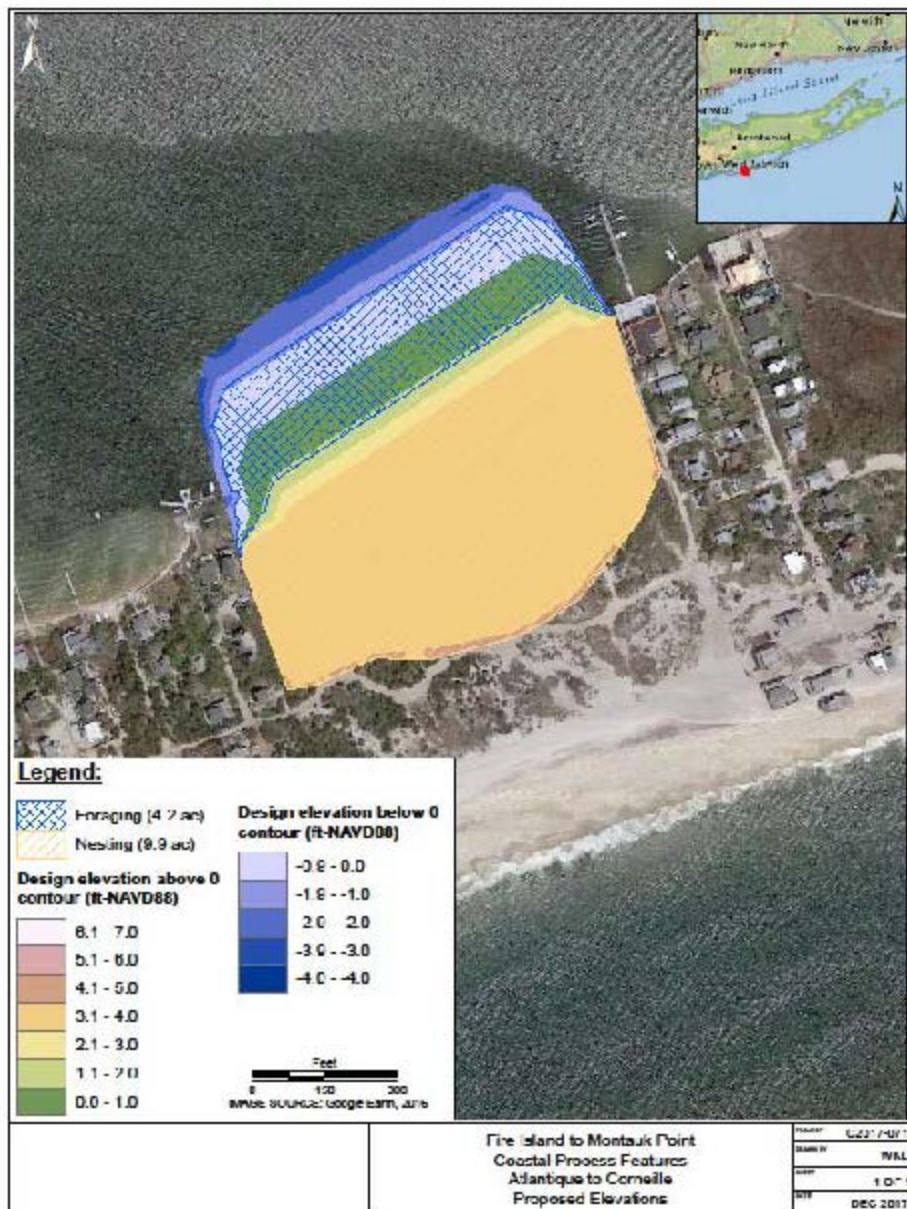 Legend:
Foraging (4.2 ac)
Nesting (9.9 ac)
Design elevation above 0
contour (ft-NAVD88)
6.1 - 7.0
5.1 - 6.0
4.1 - 5.0
3.1 - 4.0
2.1 - 3.0
1.1 - 2.0
0.0 - 1.0
Design elevation below 0
contour (ft-NAVD88)
-0.9 - 0.0
-1.9 - -1.0
-3.9 - -3.0
-4.0 - -4.0
Feet
0
150
300
IMAGE SOURCE: Google Earth, 2016
Fire Island to Montauk Point
Coastal Process Features
Atlantique to Corneille
Proposed Elevations
DATE
DEC 2017
N
Long Island Sound